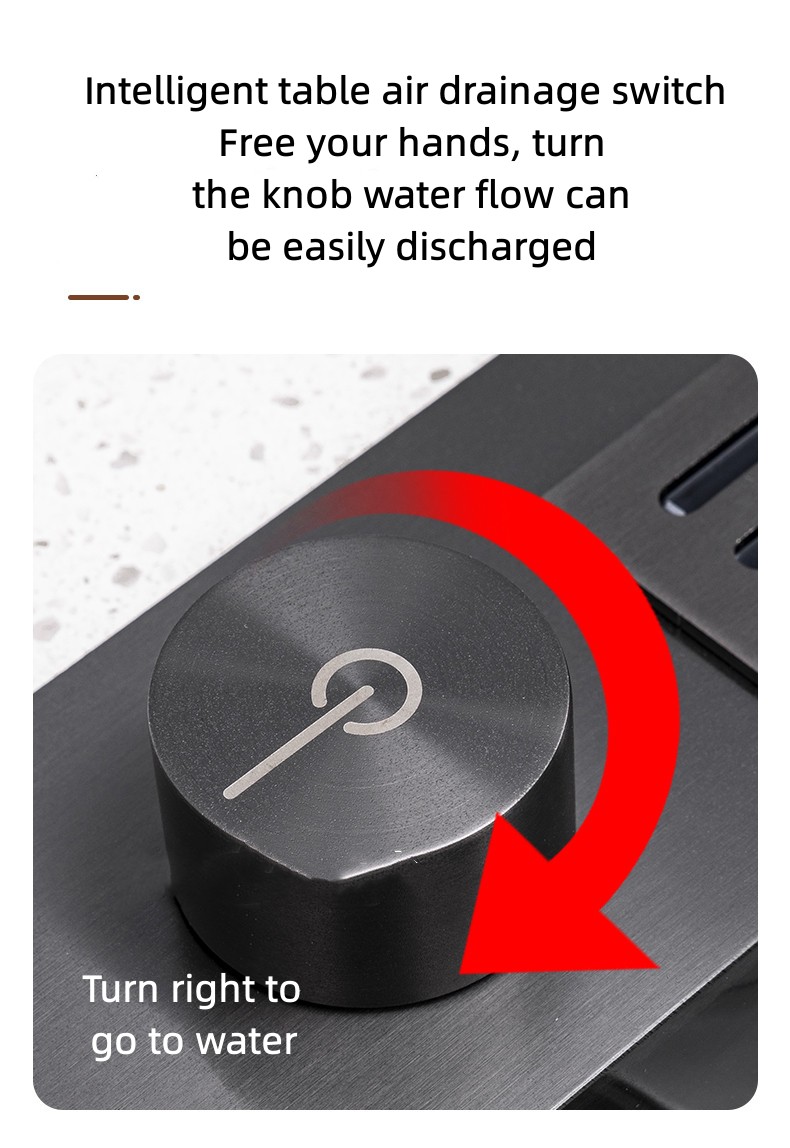 Intelligent table air drainage switch
Free your hands, turn
the knob water flow can
be easily discharged
Turn right to
go to water